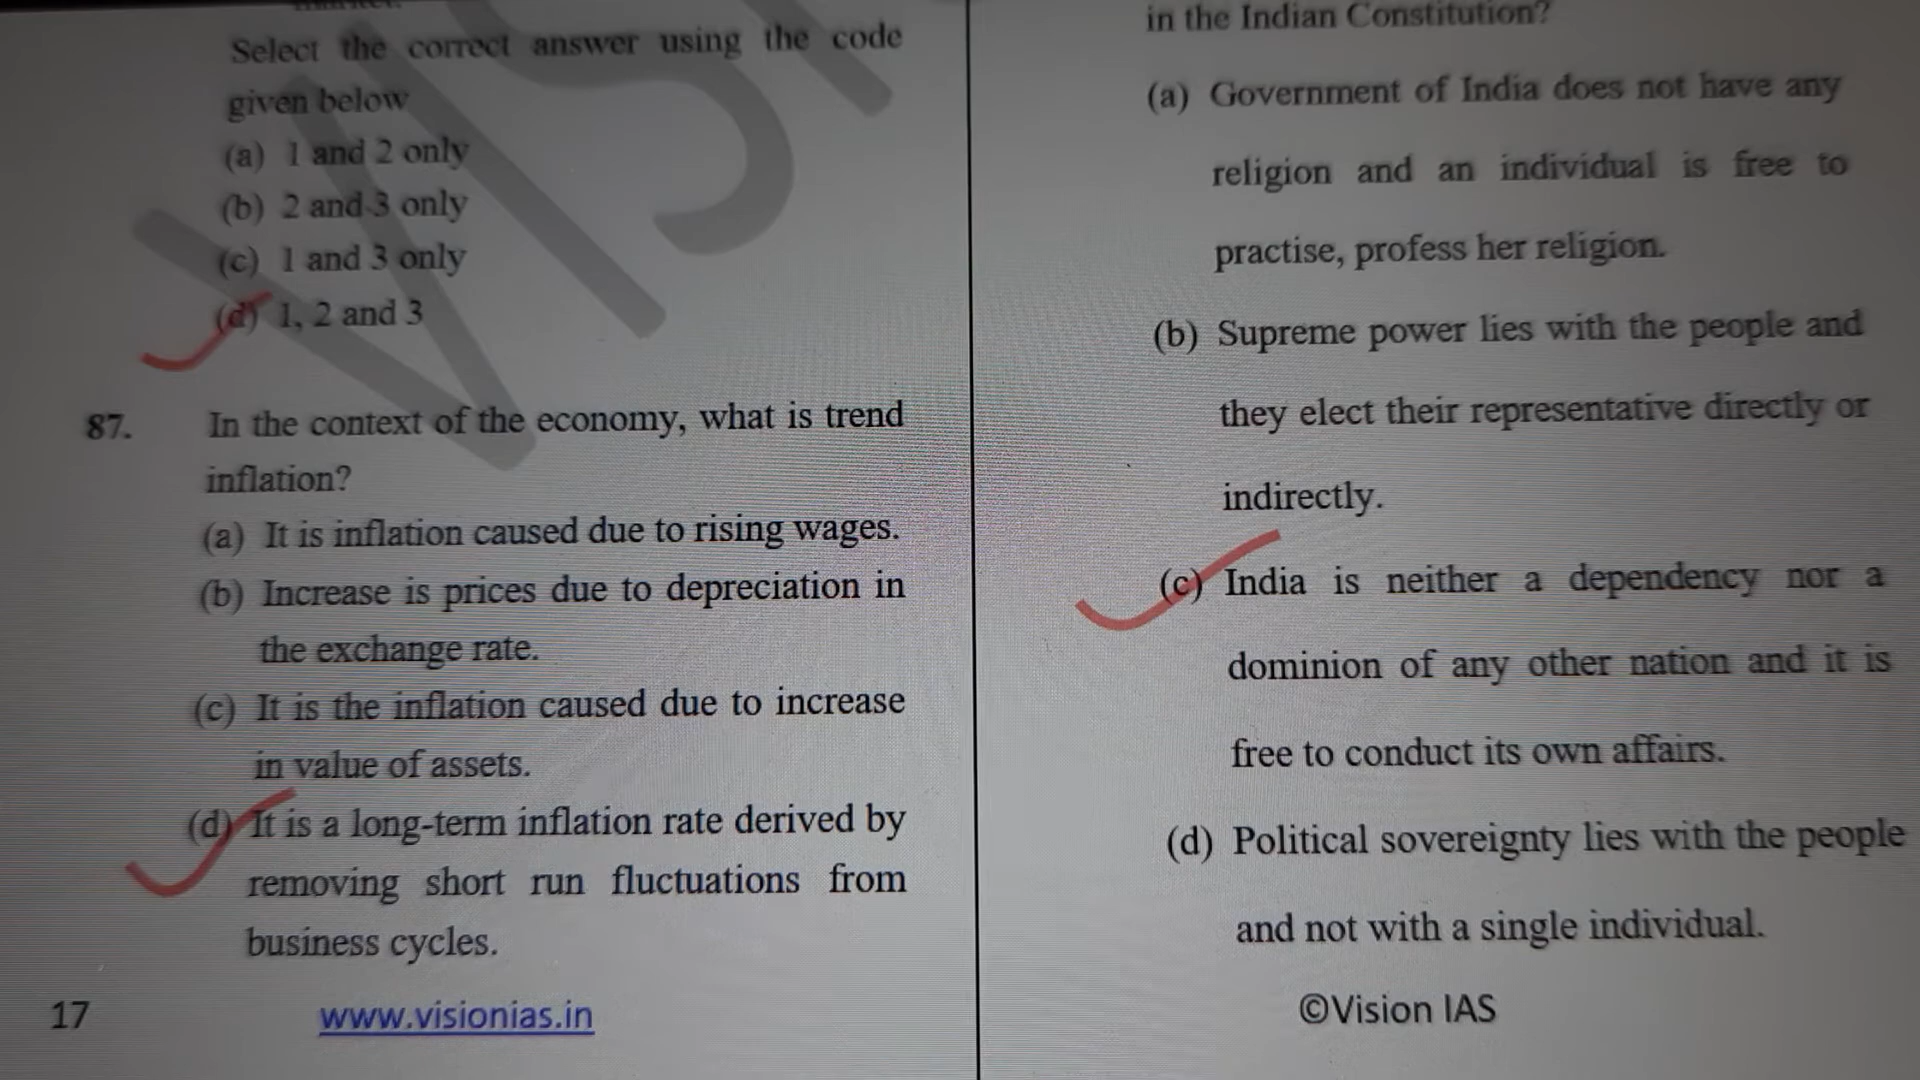 Select the correct answer using the code
given below
(a) 1 and 2 only
(b) 2 and 3 only
(c) 1 and 3 only
(d) 1, 2 and 3
87. In the context of the economy, what is trend
inflation?
(a) It is inflation caused due to rising wages.
(b) Increase is prices due to depreciation in
the exchange rate.
(c) It is the inflation caused due to increase
in value of assets.
(d) It is a long-term inflation rate derived by
removing short run fluctuations from
business cycles.
in the Indian Constitution?
(a) Government of India does not have any
religion and an individual is free to
practise, profess her religion.
(b) Supreme power lies with the people and
they elect their representative directly or
indirectly.
(c) India is neither a dependency nor a
dominion of any other nation and it is
free to conduct its own affairs.
(d) Political sovereignty lies with the people
and not with a single individual.
17
www.visionias.in
©Vision IAS